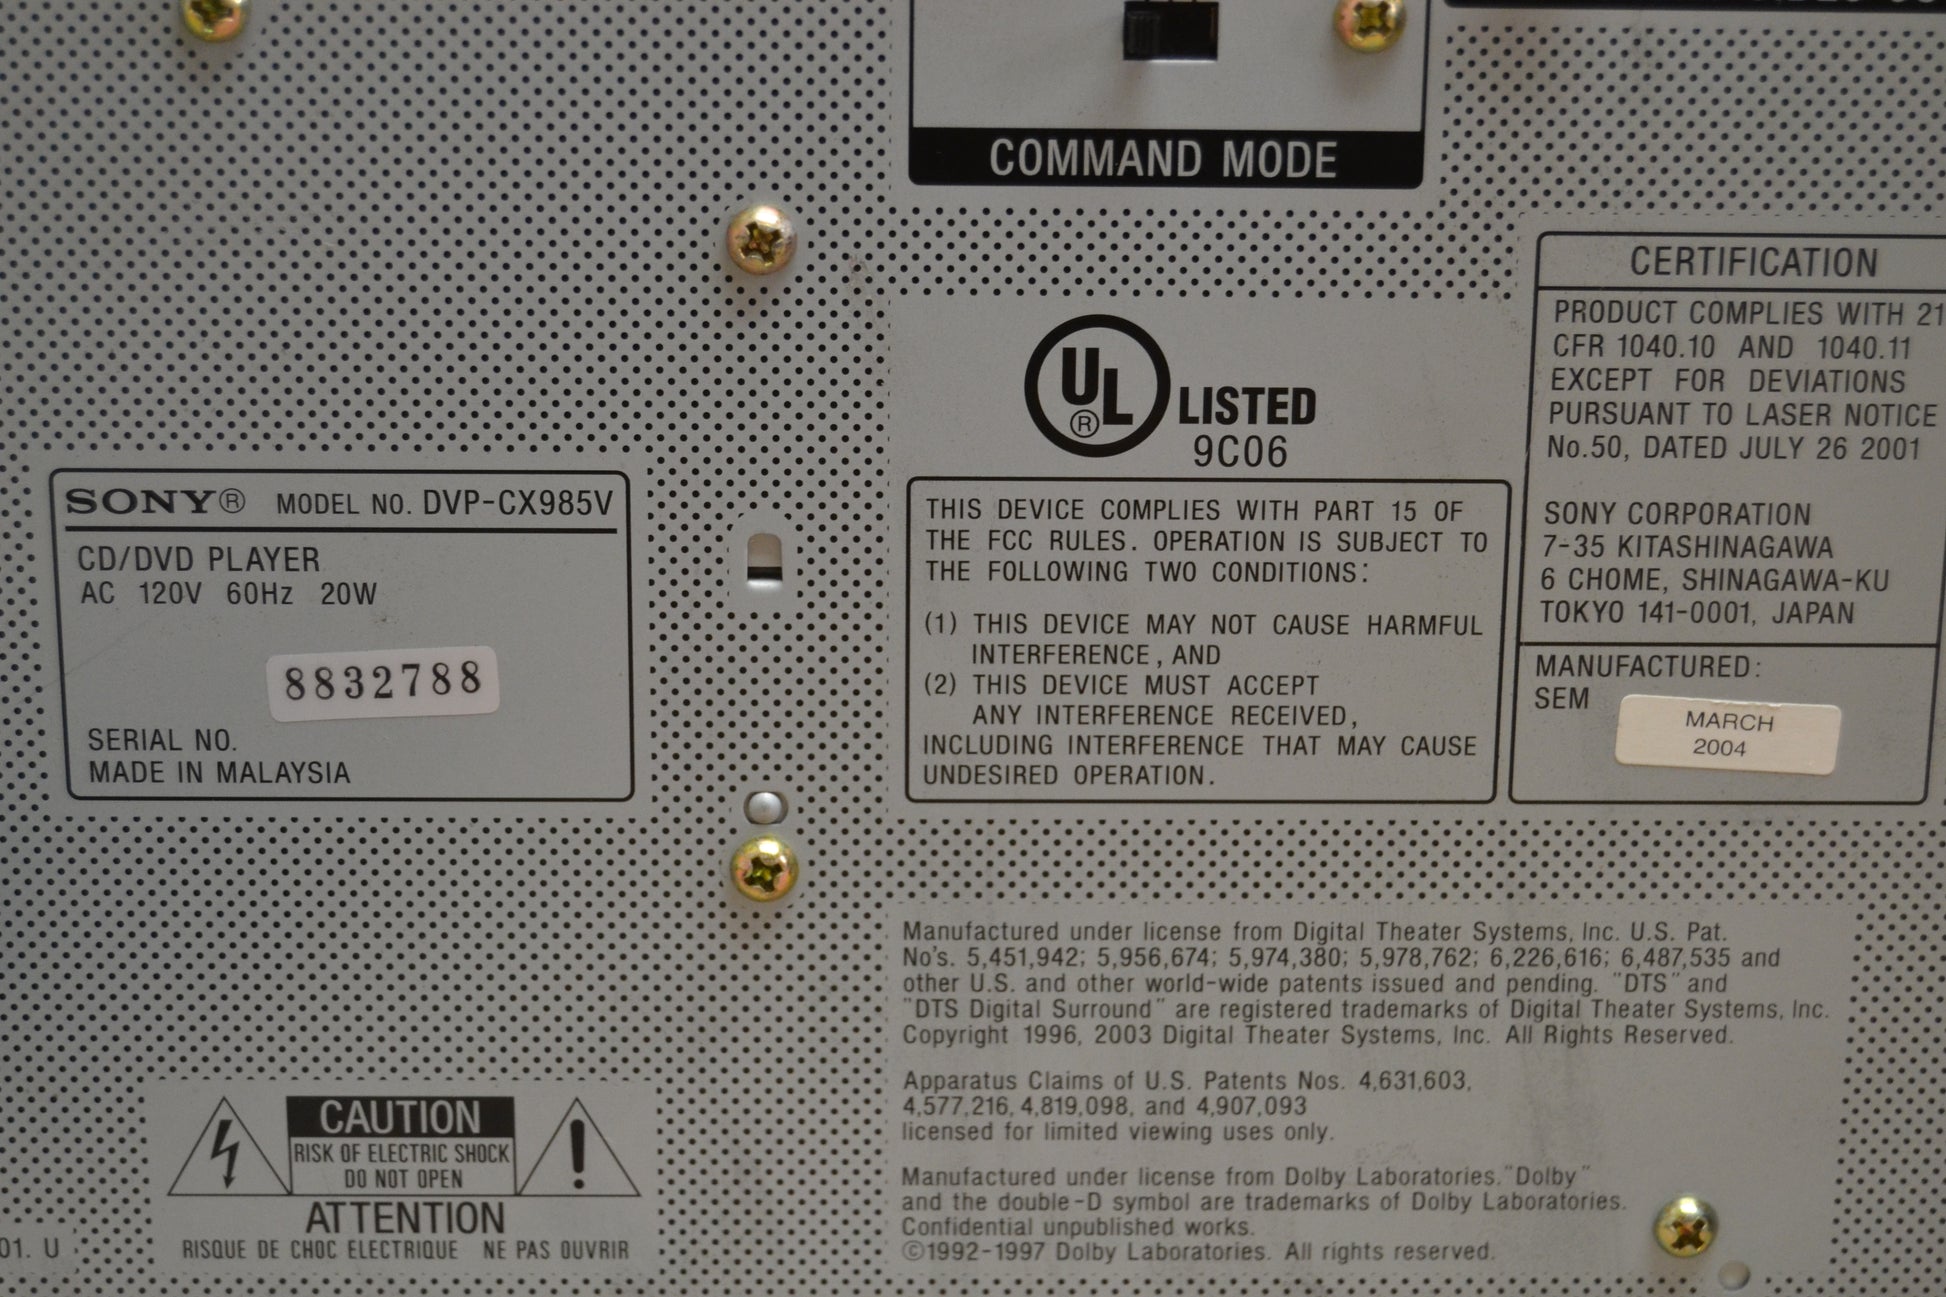 COMMAND MODE
SONY® MODEL NO. DVP-CX985V
CD/DVD PLAYER
AC 120V 60Hz 20W
8832788
SERIAL NO.
MADE IN MALAYSIA
UL® LISTED
9C06
THIS DEVICE COMPLIES WITH PART 15 OF
THE FCC RULES. OPERATION IS SUBJECT TO
THE FOLLOWING TWO CONDITIONS:
(1) THIS DEVICE MAY NOT CAUSE HARMFUL
INTERFERENCE, AND
(2) THIS DEVICE MUST ACCEPT
ANY INTERFERENCE RECEIVED,
INCLUDING INTERFERENCE THAT MAY CAUSE
UNDESIRED OPERATION.
CERTIFICATION
PRODUCT COMPLIES WITH 21
CFR 1040.10 AND 1040.11
EXCEPT FOR DEVIATIONS
PURSUANT TO LASER NOTICE
No.50, DATED JULY 26 2001
SONY CORPORATION
7-35 KITASHINAGAWA
6 CHOME, SHINAGAWA-KU
TOKYO 141-0001, JAPAN
MANUFACTURED:
SEM
MARCH
2004
CAUTION
RISK OF ELECTRIC SHOCK
DO NOT OPEN
ATTENTION
RISQUE DE CHOC ELECTRIQUE NE PAS OUVRIR
01. U
Manufactured under license from Digital Theater Systems, Inc. U.S. Pat.
No's. 5,451,942; 5,956,674; 5,974,380; 5,978,762; 6,226,616; 6,487,535 and
other U.S. and other world-wide patents issued and pending. "DTS" and
"DTS Digital Surround" are registered trademarks of Digital Theater Systems, Inc.
Copyright 1996, 2003 Digital Theater Systems, Inc. All Rights Reserved.
Apparatus Claims of U.S. Patents Nos. 4,631,603,
4,577,216, 4,819,098, and 4,907,093
licensed for limited viewing uses only.
Manufactured under license from Dolby Laboratories. "Dolby"
and the double-D symbol are trademarks of Dolby Laboratories.
Confidential unpublished works.
©1992-1997 Dolby Laboratories. All rights reserved.